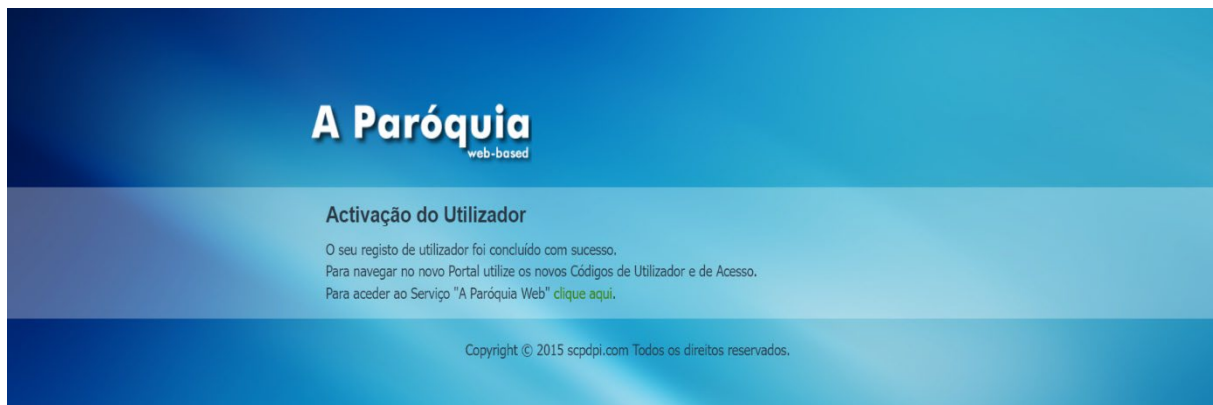 A Paróquia
web-based
Activação do Utilizador
O seu registo de utilizador foi concluído com sucesso.
Para navegar no novo Portal utilize os novos Códigos de Utilizador e de Acesso.
Para aceder ao Serviço "A Paróquia Web" clique aqui.
Copyright © 2015 scpdpi.com Todos os direitos reservados.